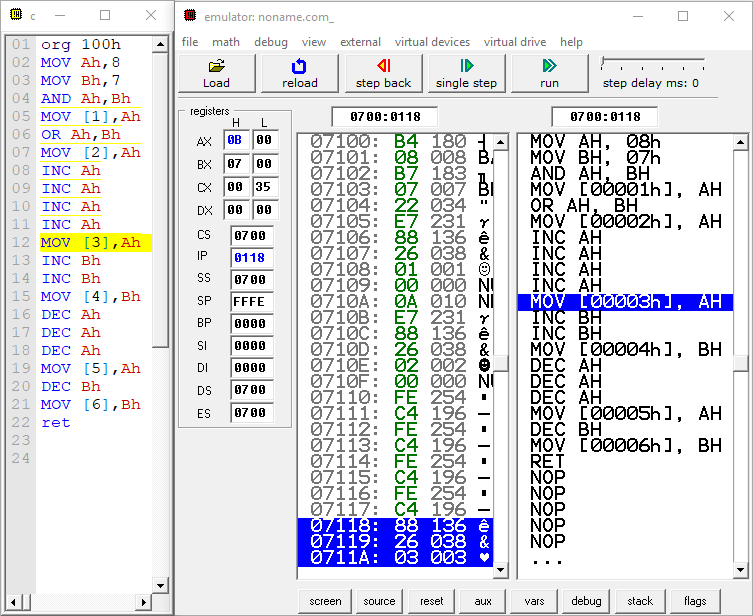 c
emulator: noname.com_
01 org 100h
02 MOV Ah,8
03 MOV Bh,7
04 AND Ah,Bh
05 MOV [1],Ah
06 OR Ah,Bh
07 MOV [2],Ah
08 INC Ah
09 INC Ah
10 INC Ah
11 INC Ah
12 MOV [3],Ah
13 INC Bh
14 INC Bh
15 MOV [4],Bh
16 DEC Ah
17 DEC Ah
18 DEC Ah
19 MOV [5],Ah
20 DEC Bh
21 MOV [6],Bh
22 ret
23
24
file math debug view external virtual devices virtual drive help
Load reload step back single step run step delay ms: 0
registers
H L
AX 0B 00
BX 07 00
CX 00 35
DX 00 00
CS 0700
IP 0118
SS 0700
SP FFFE
BP 0000
SI 0000
DI 0000
DS 0700
ES 0700
0700:0118
07100: B4 180 ┤
07101: 08 008 BA
07102: B7 183 ╖
07103: 07 007 BE
07104: 22 034 "
07105: E7 231 γ
07106: 88 136 ê
07107: 26 038 &
07108: 01 001 ☺
07109: 00 000 NU
0710A: 0A 010 NE
0710B: E7 231 γ
0710C: 88 136 ê
0710D: 26 038 &
0710E: 02 002 ☻
0710F: 00 000 NU
07110: FE 254 ▪
07111: C4 196 —
07112: FE 254 ▪
07113: C4 196 —
07114: FE 254 ▪
07115: C4 196 —
07116: FE 254 ▪
07117: C4 196 —
07118: 88 136 ê
07119: 26 038 &
0711A: 03 003 ♥
0700:0118
MOV AH, 08h
MOV BH, 07h
AND AH, BH
MOV [00001h], AH
OR AH, BH
MOV [00002h], AH
INC AH
INC AH
INC AH
INC AH
MOV [00003h], AH
INC BH
INC BH
MOV [00004h], BH
DEC AH
DEC AH
DEC AH
MOV [00005h], AH
DEC BH
MOV [00006h], BH
RET
NOP
NOP
NOP
NOP
NOP
...
screen source reset aux vars debug stack flags